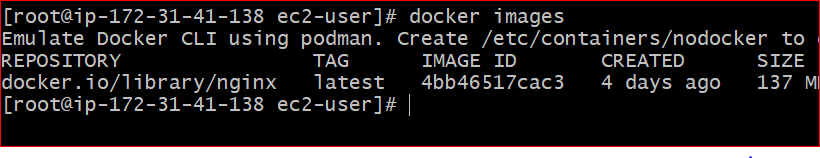 [root@ip-172-31-41-138 ec2-user]# docker images
Emulate Docker CLI using podman. Create /etc/containers/nodocker to
REPOSITORY TAG IMAGE ID CREATED SIZE
docker.io/library/nginx latest 4bb46517cac3 4 days ago 137 M
[root@ip-172-31-41-138 ec2-user]#